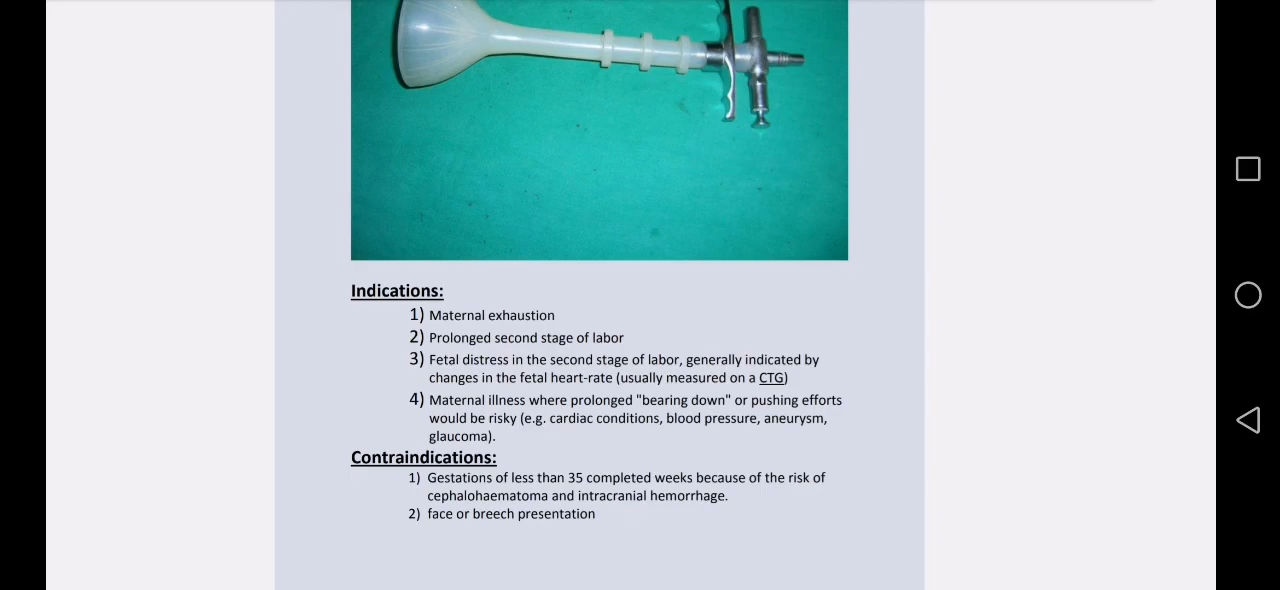 Indications:
1) Maternal exhaustion
2) Prolonged second stage of labor
3) Fetal distress in the second stage of labor, generally indicated by
changes in the fetal heart-rate (usually measured on a CTG)
4) Maternal illness where prolonged "bearing down" or pushing efforts
would be risky (e.g. cardiac conditions, blood pressure, aneurysm,
glaucoma).
Contraindications:
1) Gestations of less than 35 completed weeks because of the risk of
cephalohaematoma and intracranial hemorrhage.
2) face or breech presentation